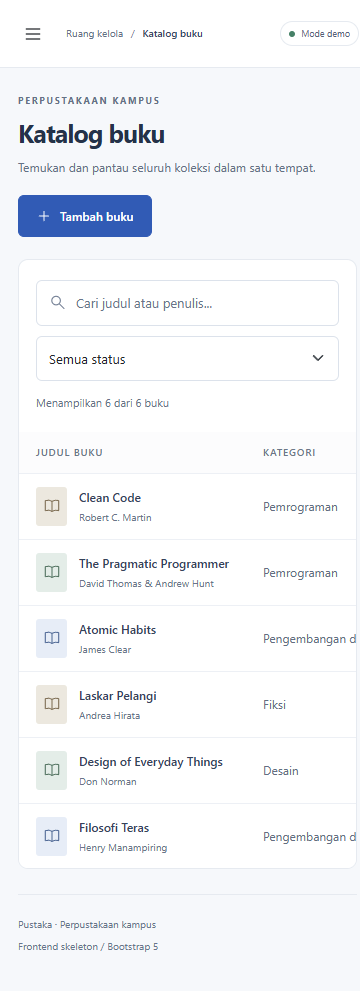 Ruang kelola / Katalog buku
Mode demo
PERPUSTAKAAN KAMPUS
Katalog buku
Temukan dan pantau seluruh koleksi dalam satu tempat.
+ Tambah buku
Cari judul atau penulis...
Semua status
Menampilkan 6 dari 6 buku
JUDUL BUKU KATEGORI
Clean Code
Robert C. Martin
Pemrograman
The Pragmatic Programmer
David Thomas & Andrew Hunt
Pemrograman
Atomic Habits
James Clear
Pengembangan d
Laskar Pelangi
Andrea Hirata
Fiksi
Design of Everyday Things
Don Norman
Desain
Filosofi Teras
Henry Manampiring
Pengembangan d
Pustaka · Perpustakaan kampus
Frontend skeleton / Bootstrap 5